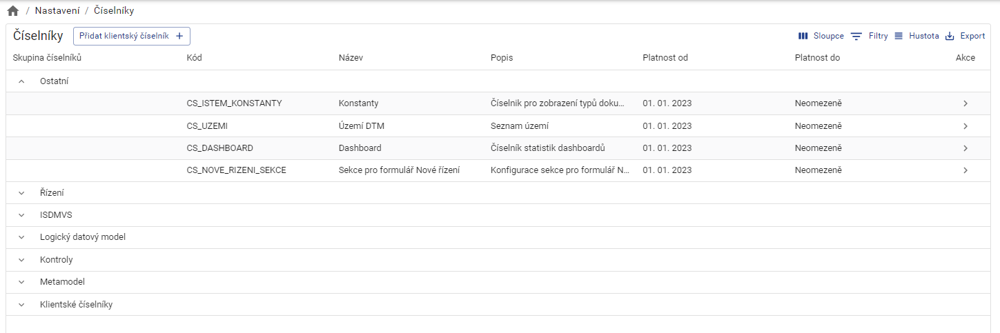 / Nastavení / Číselníky
Číselníky Přidat klientský číselník + Sloupce Filtry Hustota Export
Skupina číselníků Kód Název Popis Platnost od Platnost do Akce
Ostatní
CS_ISTEM_KONSTANTY Konstanty Číselnik pro zobrazení typů doku... 01. 01. 2023 Neomezeně
CS_UZEMI Území DTM Seznam území 01. 01. 2023 Neomezeně
CS_DASHBOARD Dashboard Číselník statistik dashboardů 01. 01. 2023 Neomezeně
CS_NOVE_RIZENI_SEKCE Sekce pro formulář Nové řízení Konfigurace sekce pro formulář N... 01. 01. 2023 Neomezeně
Řízení
ISDMVS
Logický datový model
Kontroly
Metamodel
Klientské číselníky